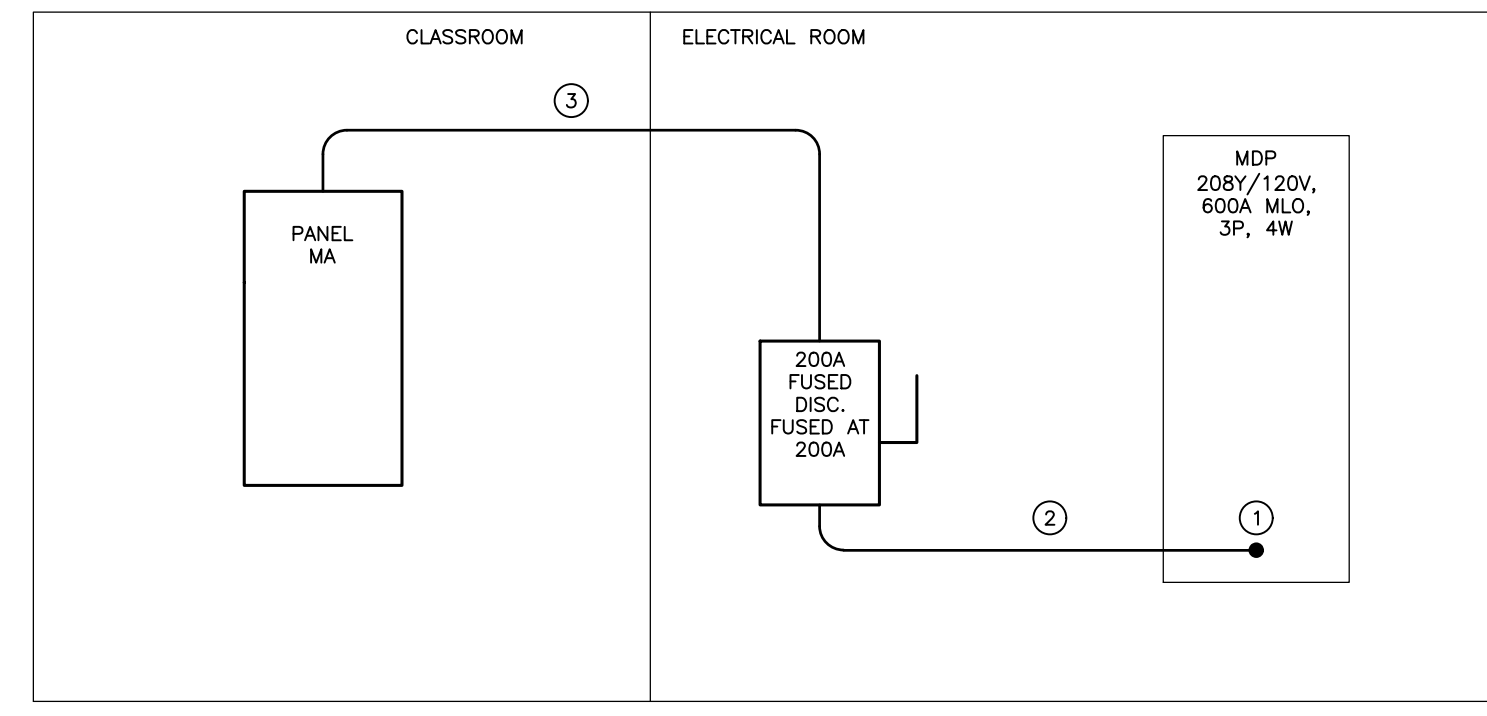 CLASSROOM
ELECTRICAL ROOM
3
MDP
208Y/120V,
600A MLO,
3P, 4W
PANEL
MA
200A
FUSED
DISC.
FUSED AT
200A
2
1